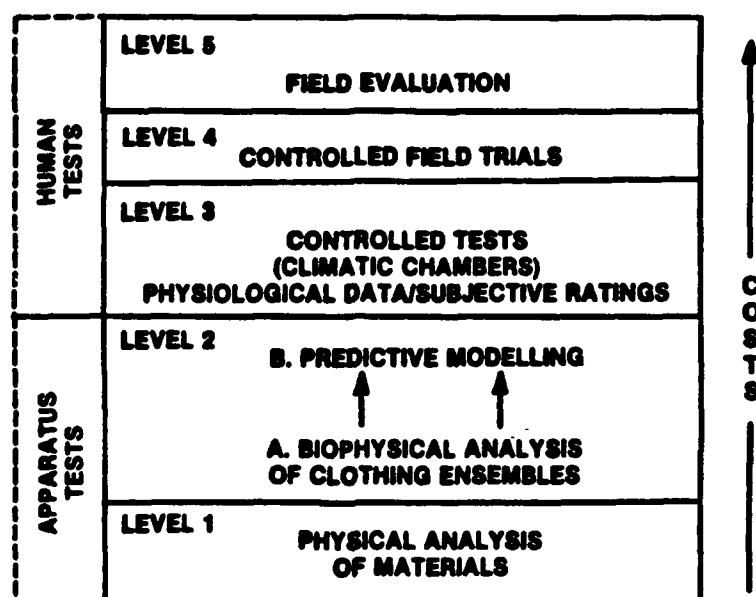 LEVEL 5
FIELD EVALUATION
LEVEL 4
CONTROLLED FIELD TRIALS
LEVEL 3
CONTROLLED TESTS
(CLIMATIC CHAMBERS)
PHYSIOLOGICAL DATA/SUBJECTIVE RATINGS
HUMAN
TESTS
LEVEL 2
B. PREDICTIVE MODELLING
A. BIOPHYSICAL ANALYSIS
OF CLOTHING ENSEMBLES
LEVEL 1
PHYSICAL ANALYSIS
OF MATERIALS
APPARATUS
TESTS
COSTS